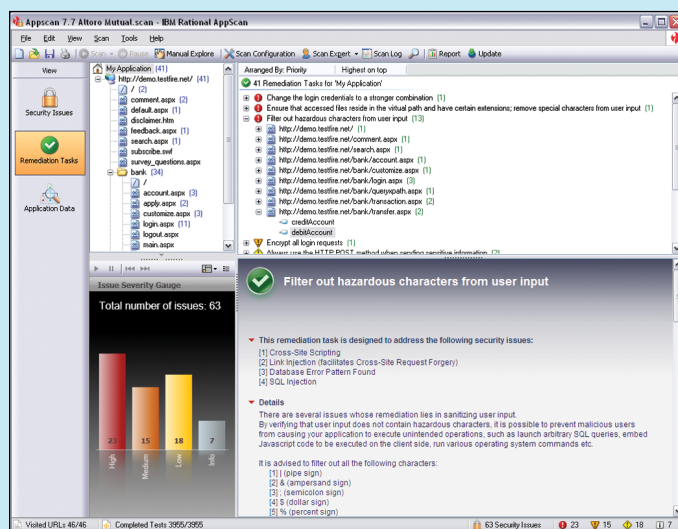 Appscan 7.7 Altoro Mutual.scan - IBM Rational AppScan
File Edit View Scan Tools Help
Scan Pause Manual Explore Scan Configuration Scan Expert Scan Log Report Update
View
Security Issues
Remediation Tasks
Application Data
My Application (41)
http://demo.testfire.net/ (41)
/ (2)
comment.aspx (2)
default.aspx (1)
disclaimer.htm
feedback.aspx (1)
search.aspx (1)
subscribe.swf
survey_questions.aspx
bank (34)
/
account.aspx (3)
apply.aspx (2)
customize.aspx (3)
login.aspx (11)
logout.aspx
main.aspx
Arranged By: Priority Highest on top
41 Remediation Tasks for 'My Application'
Change the login credentials to a stronger combination (1)
Ensure that accessed files reside in the virtual path and have certain extensions; remove special characters from user input (1)
Filter out hazardous characters from user input (13)
http://demo.testfire.net/ (1)
http://demo.testfire.net/comment.aspx (1)
http://demo.testfire.net/search.aspx (1)
http://demo.testfire.net/bank/account.aspx (1)
http://demo.testfire.net/bank/customize.aspx (1)
http://demo.testfire.net/bank/login.aspx (3)
http://demo.testfire.net/bank/queryxpath.aspx (1)
http://demo.testfire.net/bank/transaction.aspx (2)
http://demo.testfire.net/bank/transfer.aspx (2)
creditAccount
debitAccount
Encrypt all login requests (1)
Always use the HTTP POST method when sending sensitive information (2)
Issue Severity Gauge
Total number of issues: 63
23 15 18 7
High Medium Low Info
Filter out hazardous characters from user input
This remediation task is designed to address the following security issues:
[1] Cross-Site Scripting
[2] Link Injection (facilitates Cross-Site Request Forgery)
[3] Database Error Pattern Found
[4] SQL Injection
Details
There are several issues whose remediation lies in sanitizing user input.
By verifying that user input does not contain hazardous characters, it is possible to prevent malicious users
from causing your application to execute unintended operations, such as launch arbitrary SQL queries, embed
Javascript code to be executed on the client side, run various operating system commands etc.
It is advised to filter out all the following characters:
[1] | (pipe sign)
[2] & (ampersand sign)
[3] ; (semicolon sign)
[4] $ (dollar sign)
[5] % (percent sign)
Visited URLs 46/46 Completed Tests 3955/3955 63 Security Issues 23 15 18 7